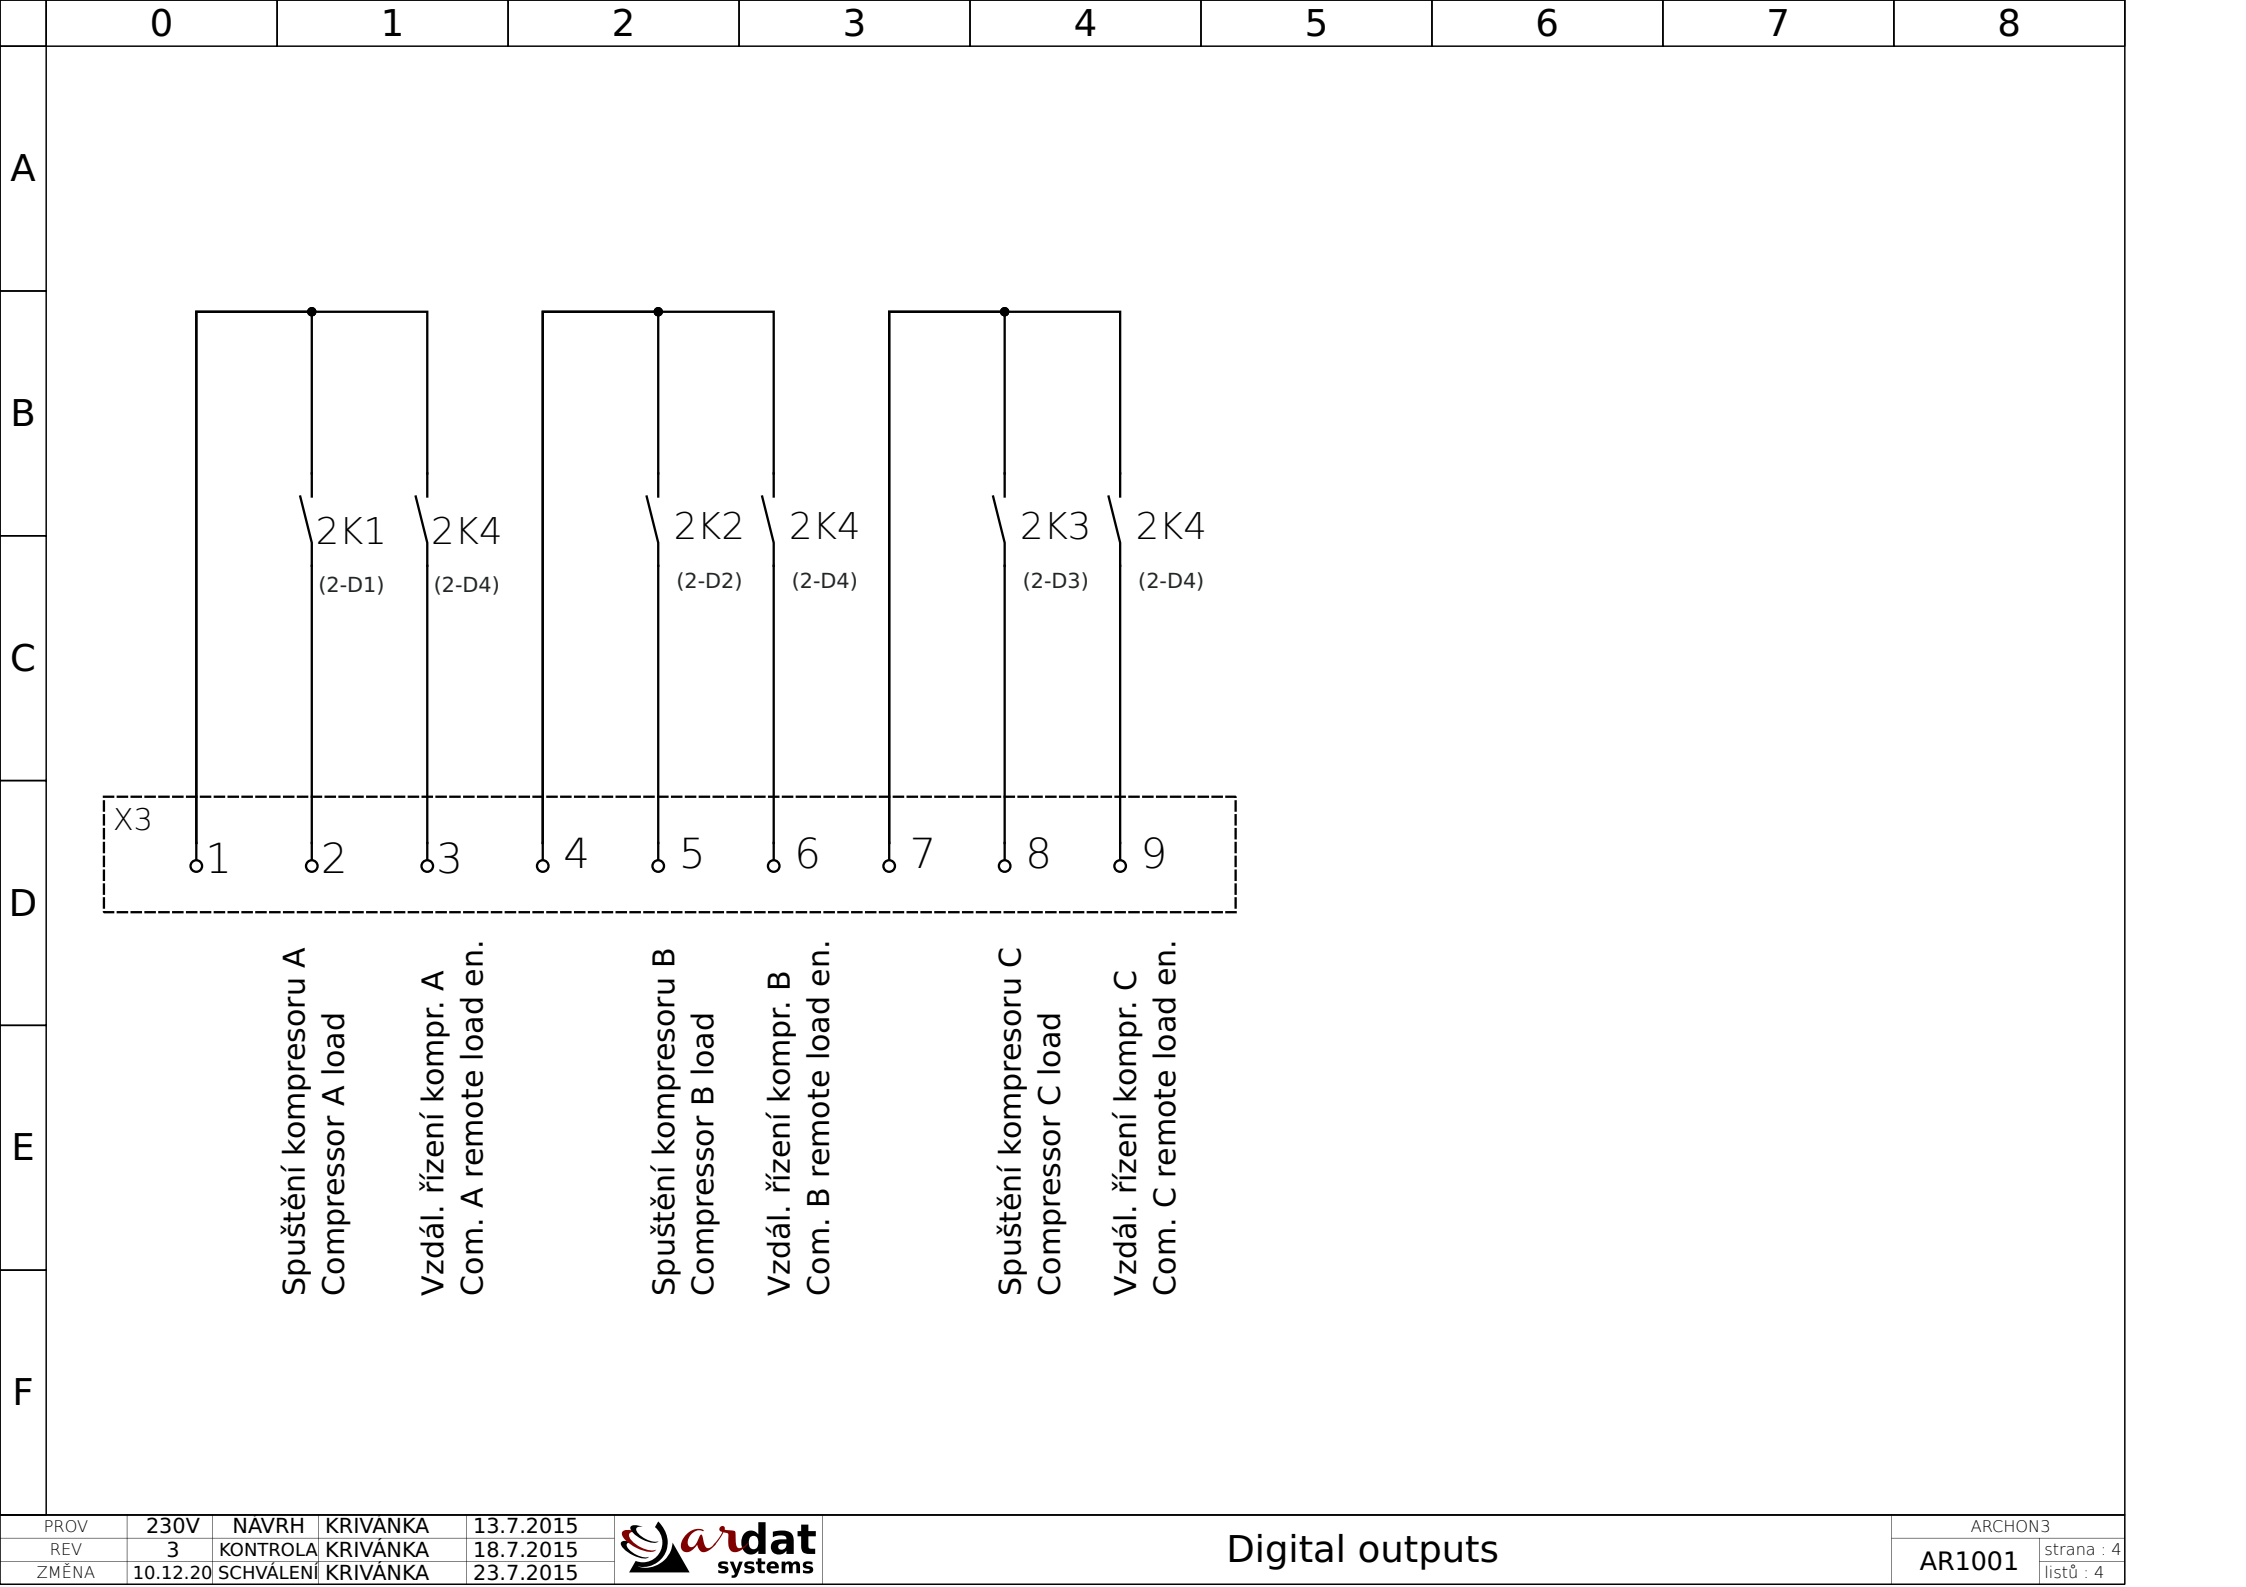 0 1 2 3 4 5 6 7 8
A
B
C
D
E
F
2K1 2K4 2K2 2K4 2K3 2K4
(2-D1) (2-D4) (2-D2) (2-D4) (2-D3) (2-D4)
X3
1 2 3 4 5 6 7 8 9
Spuštění kompresoru A
Compressor A load
Vzdál. řízení kompr. A
Com. A remote load en.
Spuštění kompresoru B
Compressor B load
Vzdál. řízení kompr. B
Com. B remote load en.
Spuštění kompresoru C
Compressor C load
Vzdál. řízení kompr. C
Com. C remote load en.
PROV 230V NÁVRH KRIVÁNKA 13.7.2015
REV 3 KONTROLA KRIVÁNKA 18.7.2015
ZMĚNA 10.12.20 SCHVÁLENÍ KRIVÁNKA 23.7.2015
ardat
systems
Digital outputs
ARCHON3
AR1001
strana : 4
listů : 4